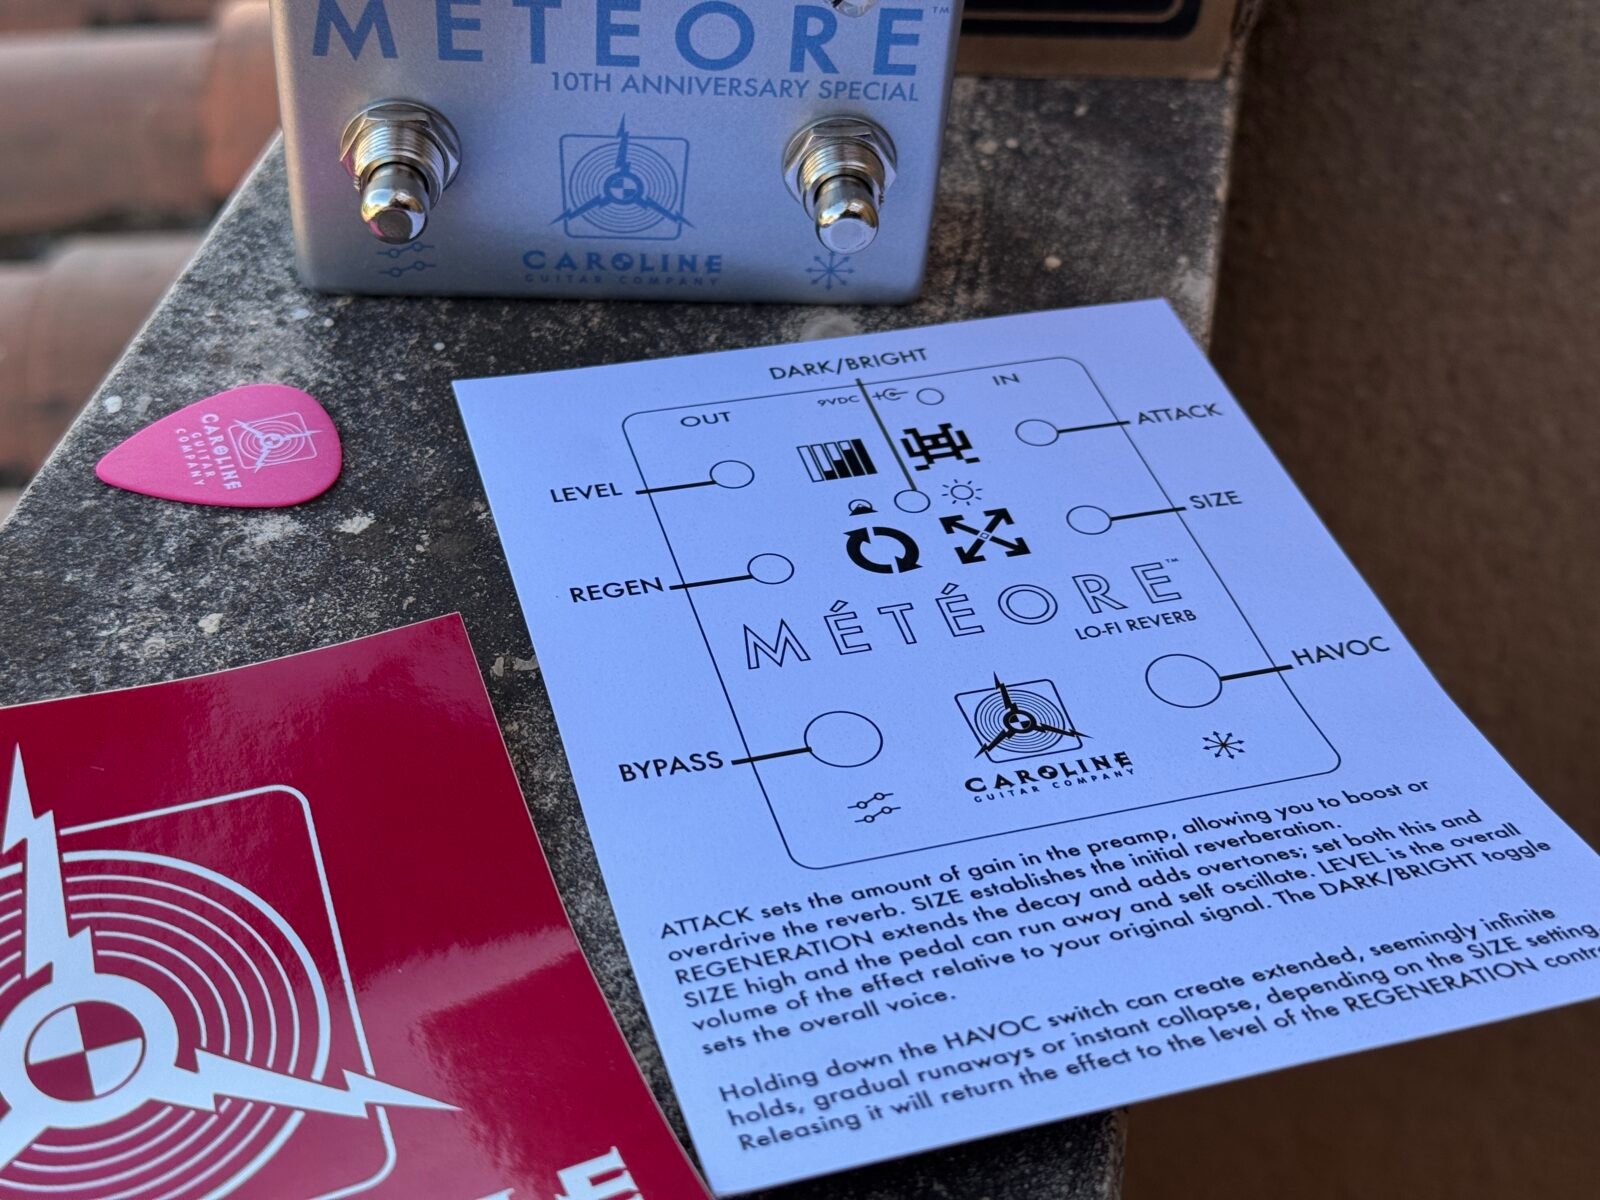 MÉTÉORE™
10TH ANNIVERSARY SPECIAL
CAROLINE
GUITAR COMPANY
CAROLINE
GUITAR
COMPANY
DARK/BRIGHT
9VDC
IN
OUT
ATTACK
LEVEL
SIZE
REGEN
MÉTÉORE™
LO-FI REVERB
HAVOC
BYPASS
CAROLINE
GUITAR COMPANY
ATTACK sets the amount of gain in the preamp, allowing you to boost or
overdrive the reverb. SIZE establishes the initial reverberation.
REGENERATION extends the decay and adds overtones; set both this and
SIZE high and the pedal can run away and self oscillate. LEVEL is the overall
volume of the effect relative to your original signal. The DARK/BRIGHT toggle
sets the overall voice.
Holding down the HAVOC switch can create extended, seemingly infinite
holds, gradual runaways or instant collapse, depending on the SIZE setting.
Releasing it will return the effect to the level of the REGENERATION contro